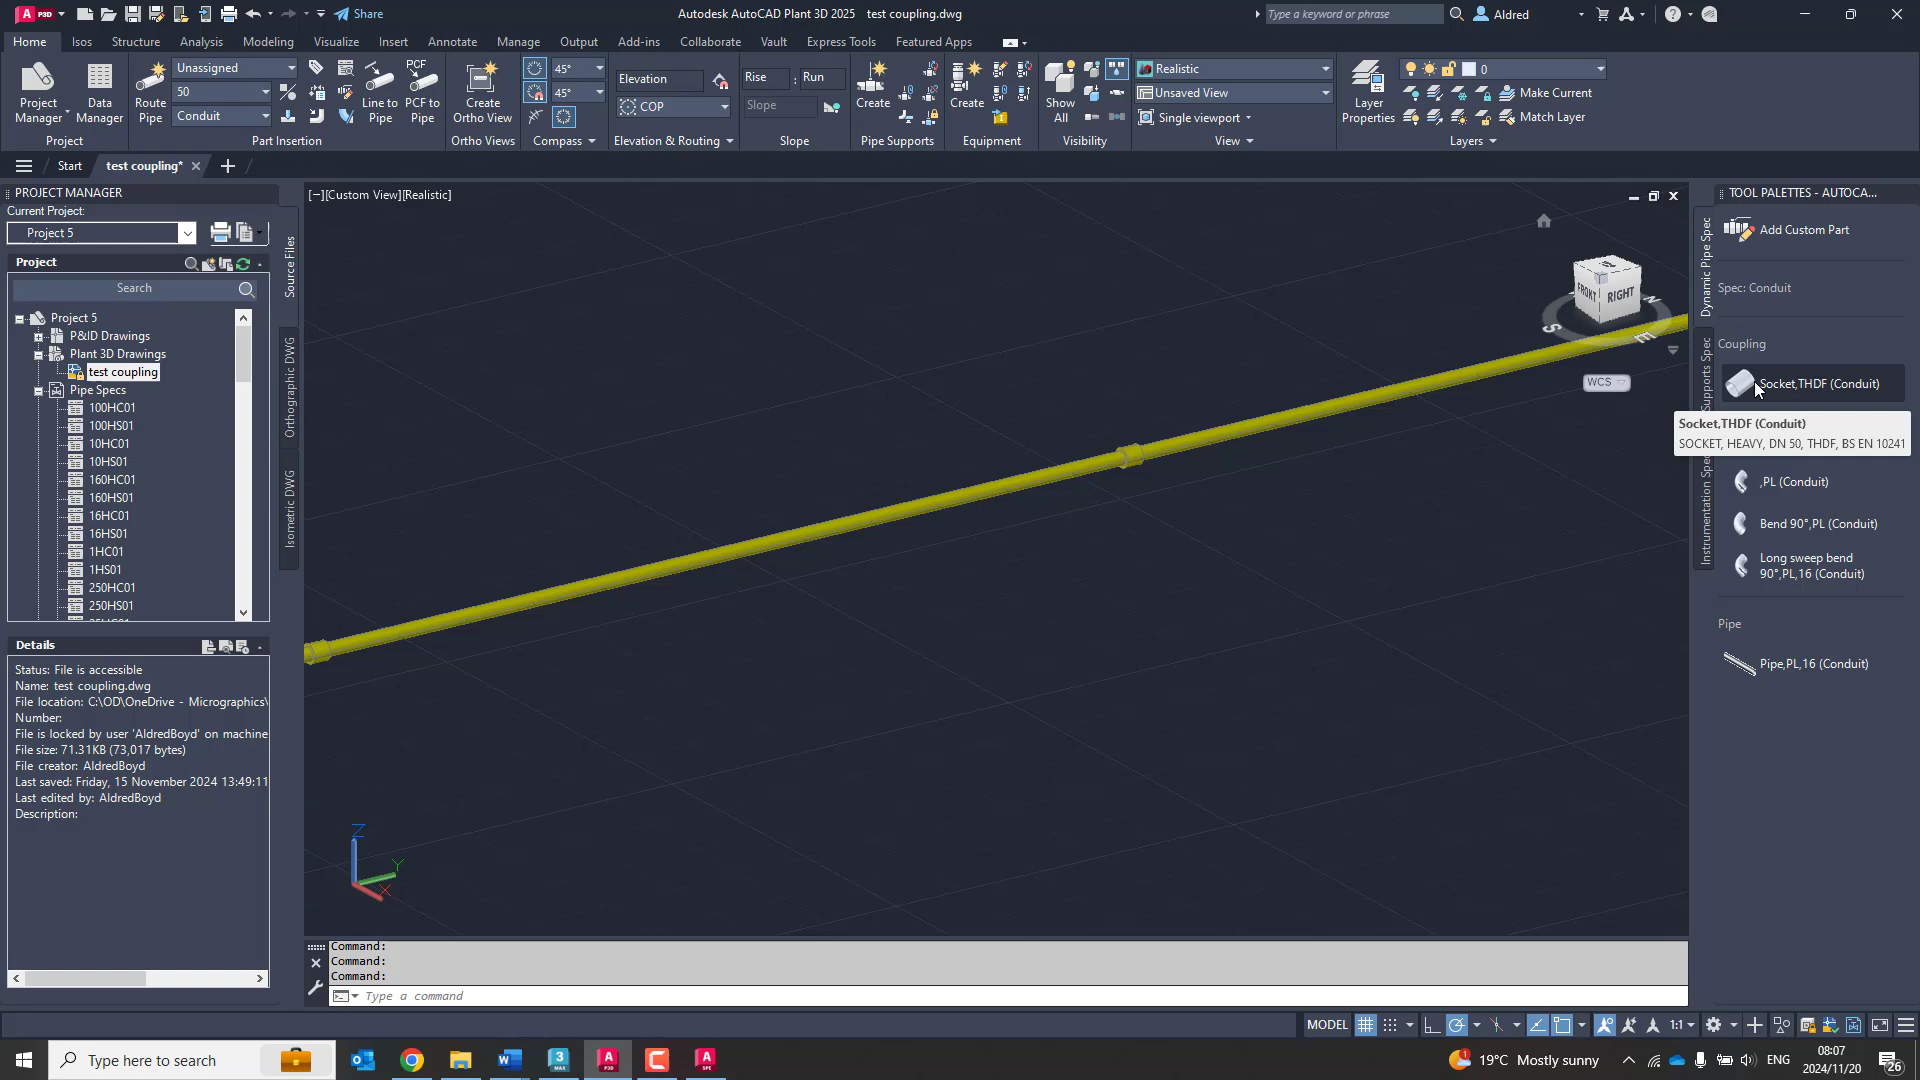 P3D
Share
Autodesk AutoCAD Plant 3D 2025 test coupling.dwg
Type a keyword or phrase
Aldred
Home
Isos
Structure
Analysis
Modeling
Visualize
Insert
Annotate
Manage
Output
Add-ins
Collaborate
Vault
Express Tools
Featured Apps
Project Manager
Data Manager
Project
Route Pipe
Unassigned
50
Conduit
Line to Pipe
PCF
PCF to Pipe
Part Insertion
Create Ortho View
Ortho Views
45°
45°
Compass
Elevation
COP
Elevation & Routing
Rise : Run
Slope
Slope
Create
Pipe Supports
Create
Equipment
Show All
Visibility
Realistic
Unsaved View
Single viewport
View
Layer Properties
0
Make Current
Match Layer
Layers
Start
test coupling*
PROJECT MANAGER
Current Project:
Project 5
Project
Search
Project 5
P&ID Drawings
Plant 3D Drawings
test coupling
Pipe Specs
100HC01
100HS01
10HC01
10HS01
160HC01
160HS01
16HC01
16HS01
1HC01
1HS01
250HC01
250HS01
Source Files
Orthographic DWG
Isometric DWG
Details
Status: File is accessible
Name: test coupling.dwg
File location: C:\OD\OneDrive - Micrographics\
Number:
File is locked by user 'AldredBoyd' on machine
File size: 71.31KB (73,017 bytes)
File creator: AldredBoyd
Last saved: Friday, 15 November 2024 13:49:11
Last edited by: AldredBoyd
Description:
[−][Custom View][Realistic]
FRONT
RIGHT
S
E
N
WCS
Z
Y
X
Command:
Command:
Command:
Type a command
TOOL PALETTES - AUTOCA...
Dynamic Pipe Spec
Supports Spec
Instrumentation Spec
Add Custom Part
Spec: Conduit
Coupling
Socket,THDF (Conduit)
Socket,THDF (Conduit)
SOCKET, HEAVY, DN 50, THDF, BS EN 10241
,PL (Conduit)
Bend 90°,PL (Conduit)
Long sweep bend 90°,PL,16 (Conduit)
Pipe
Pipe,PL,16 (Conduit)
MODEL
1:1
Type here to search
19°C Mostly sunny
ENG
08:07
2024/11/20
26